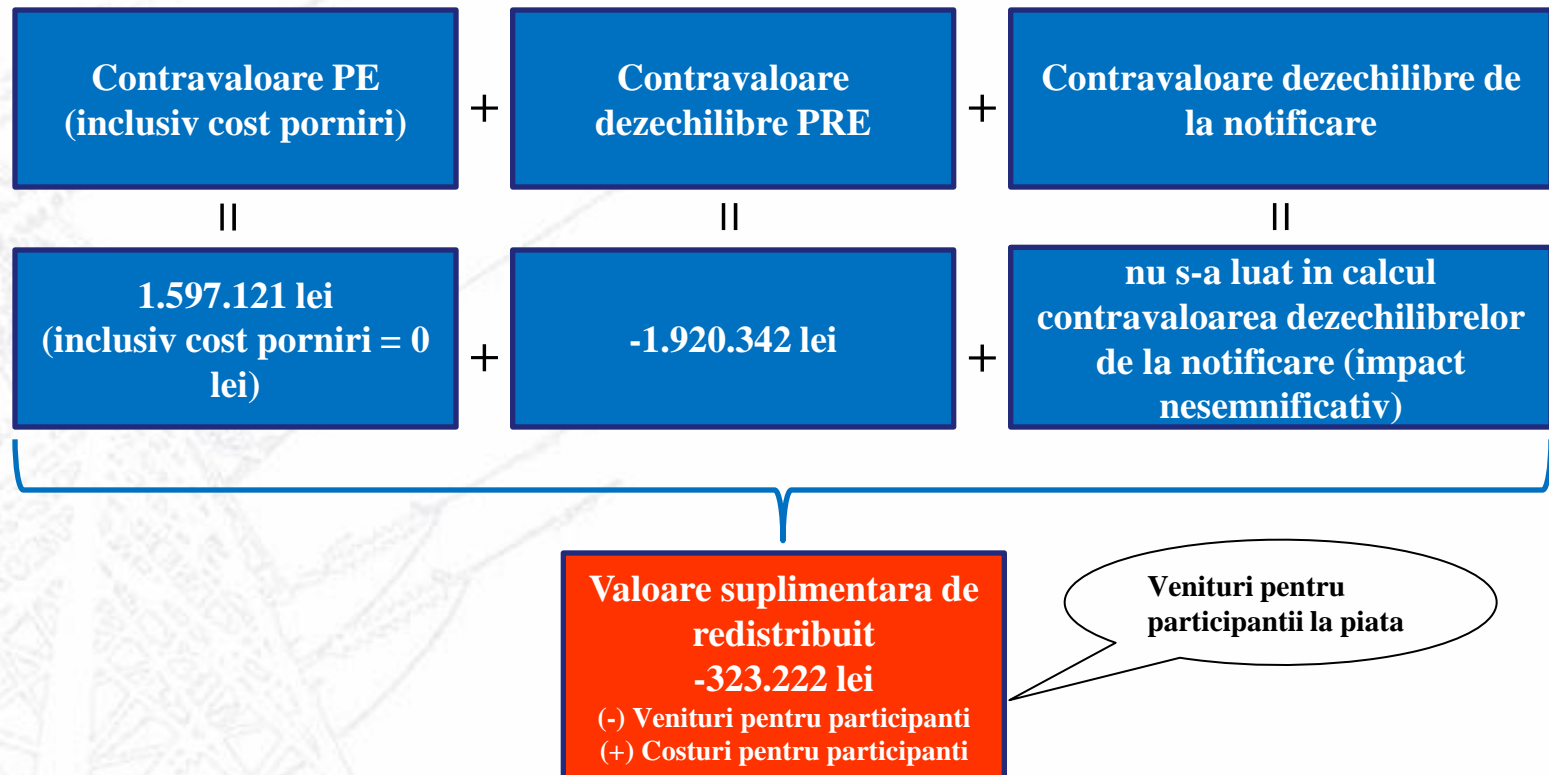 Contravaloare PE
(inclusiv cost porniri)
+
Contravaloare
dezechilibre PRE
+
Contravaloare dezechilibre de
la notificare
=
=
=
1.597.121 lei
(inclusiv cost porniri = 0
lei)
+
-1.920.342 lei
+
nu s-a luat in calcul
contravaloarea dezechilibrelor
de la notificare (impact
nesemnificativ)
Valoare suplimentara de
redistribuit
-323.222 lei
(-) Venituri pentru participanti
(+) Costuri pentru participanti
Venituri pentru
participantii la piata